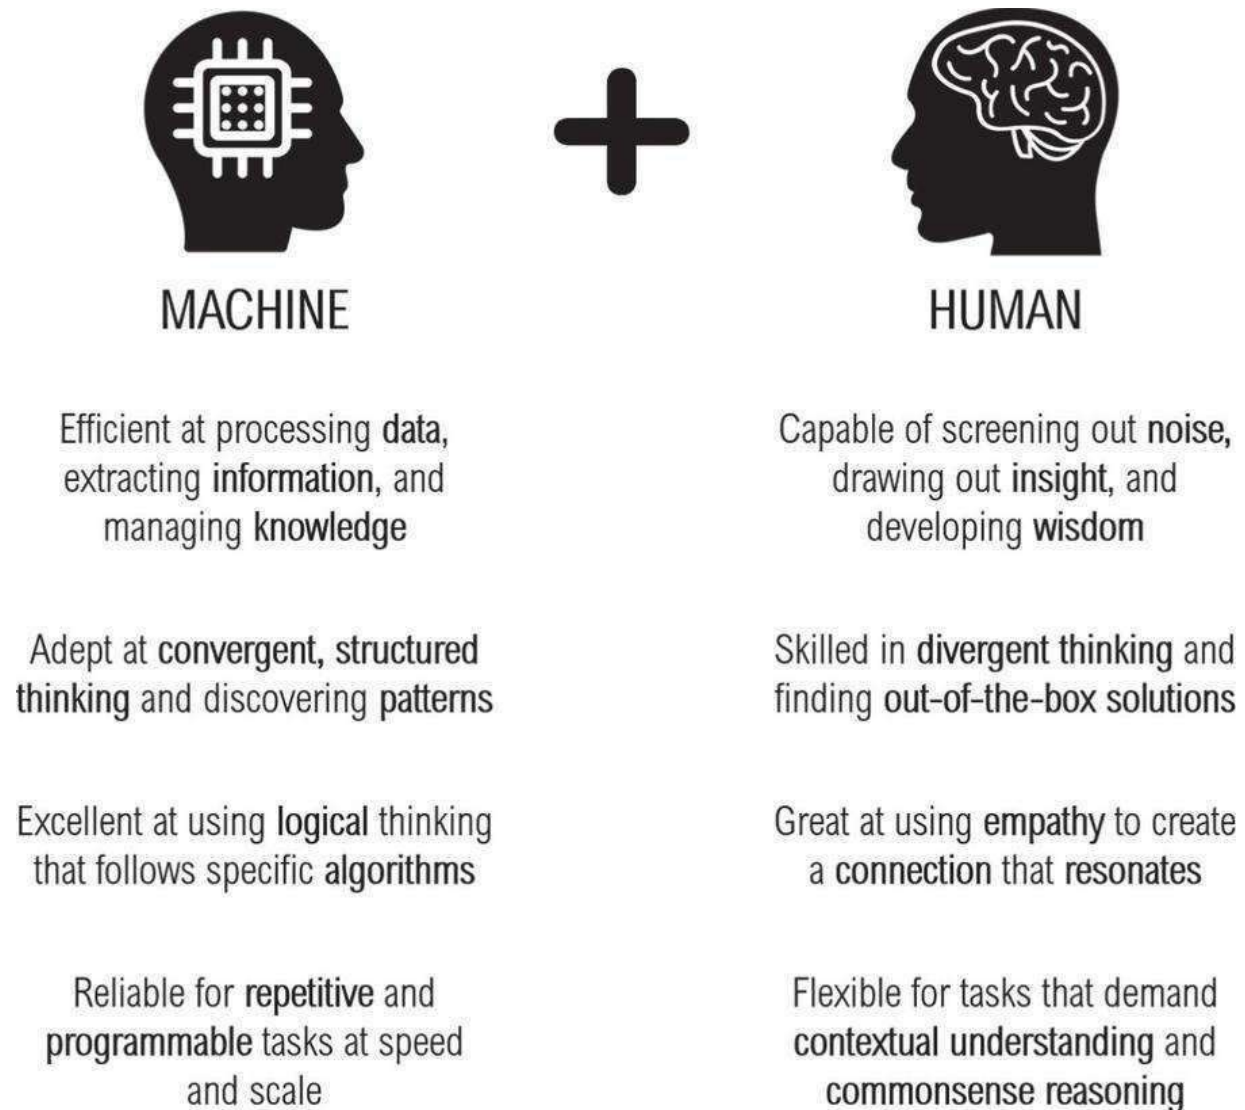 MACHINE
Efficient at processing data,
extracting information, and
managing knowledge
Adept at convergent, structured
thinking and discovering patterns
Excellent at using logical thinking
that follows specific algorithms
Reliable for repetitive and
programmable tasks at speed
and scale
HUMAN
Capable of screening out noise,
drawing out insight, and
developing wisdom
Skilled in divergent thinking and
finding out-of-the-box solutions
Great at using empathy to create
a connection that resonates
Flexible for tasks that demand
contextual understanding and
commonsense reasoning